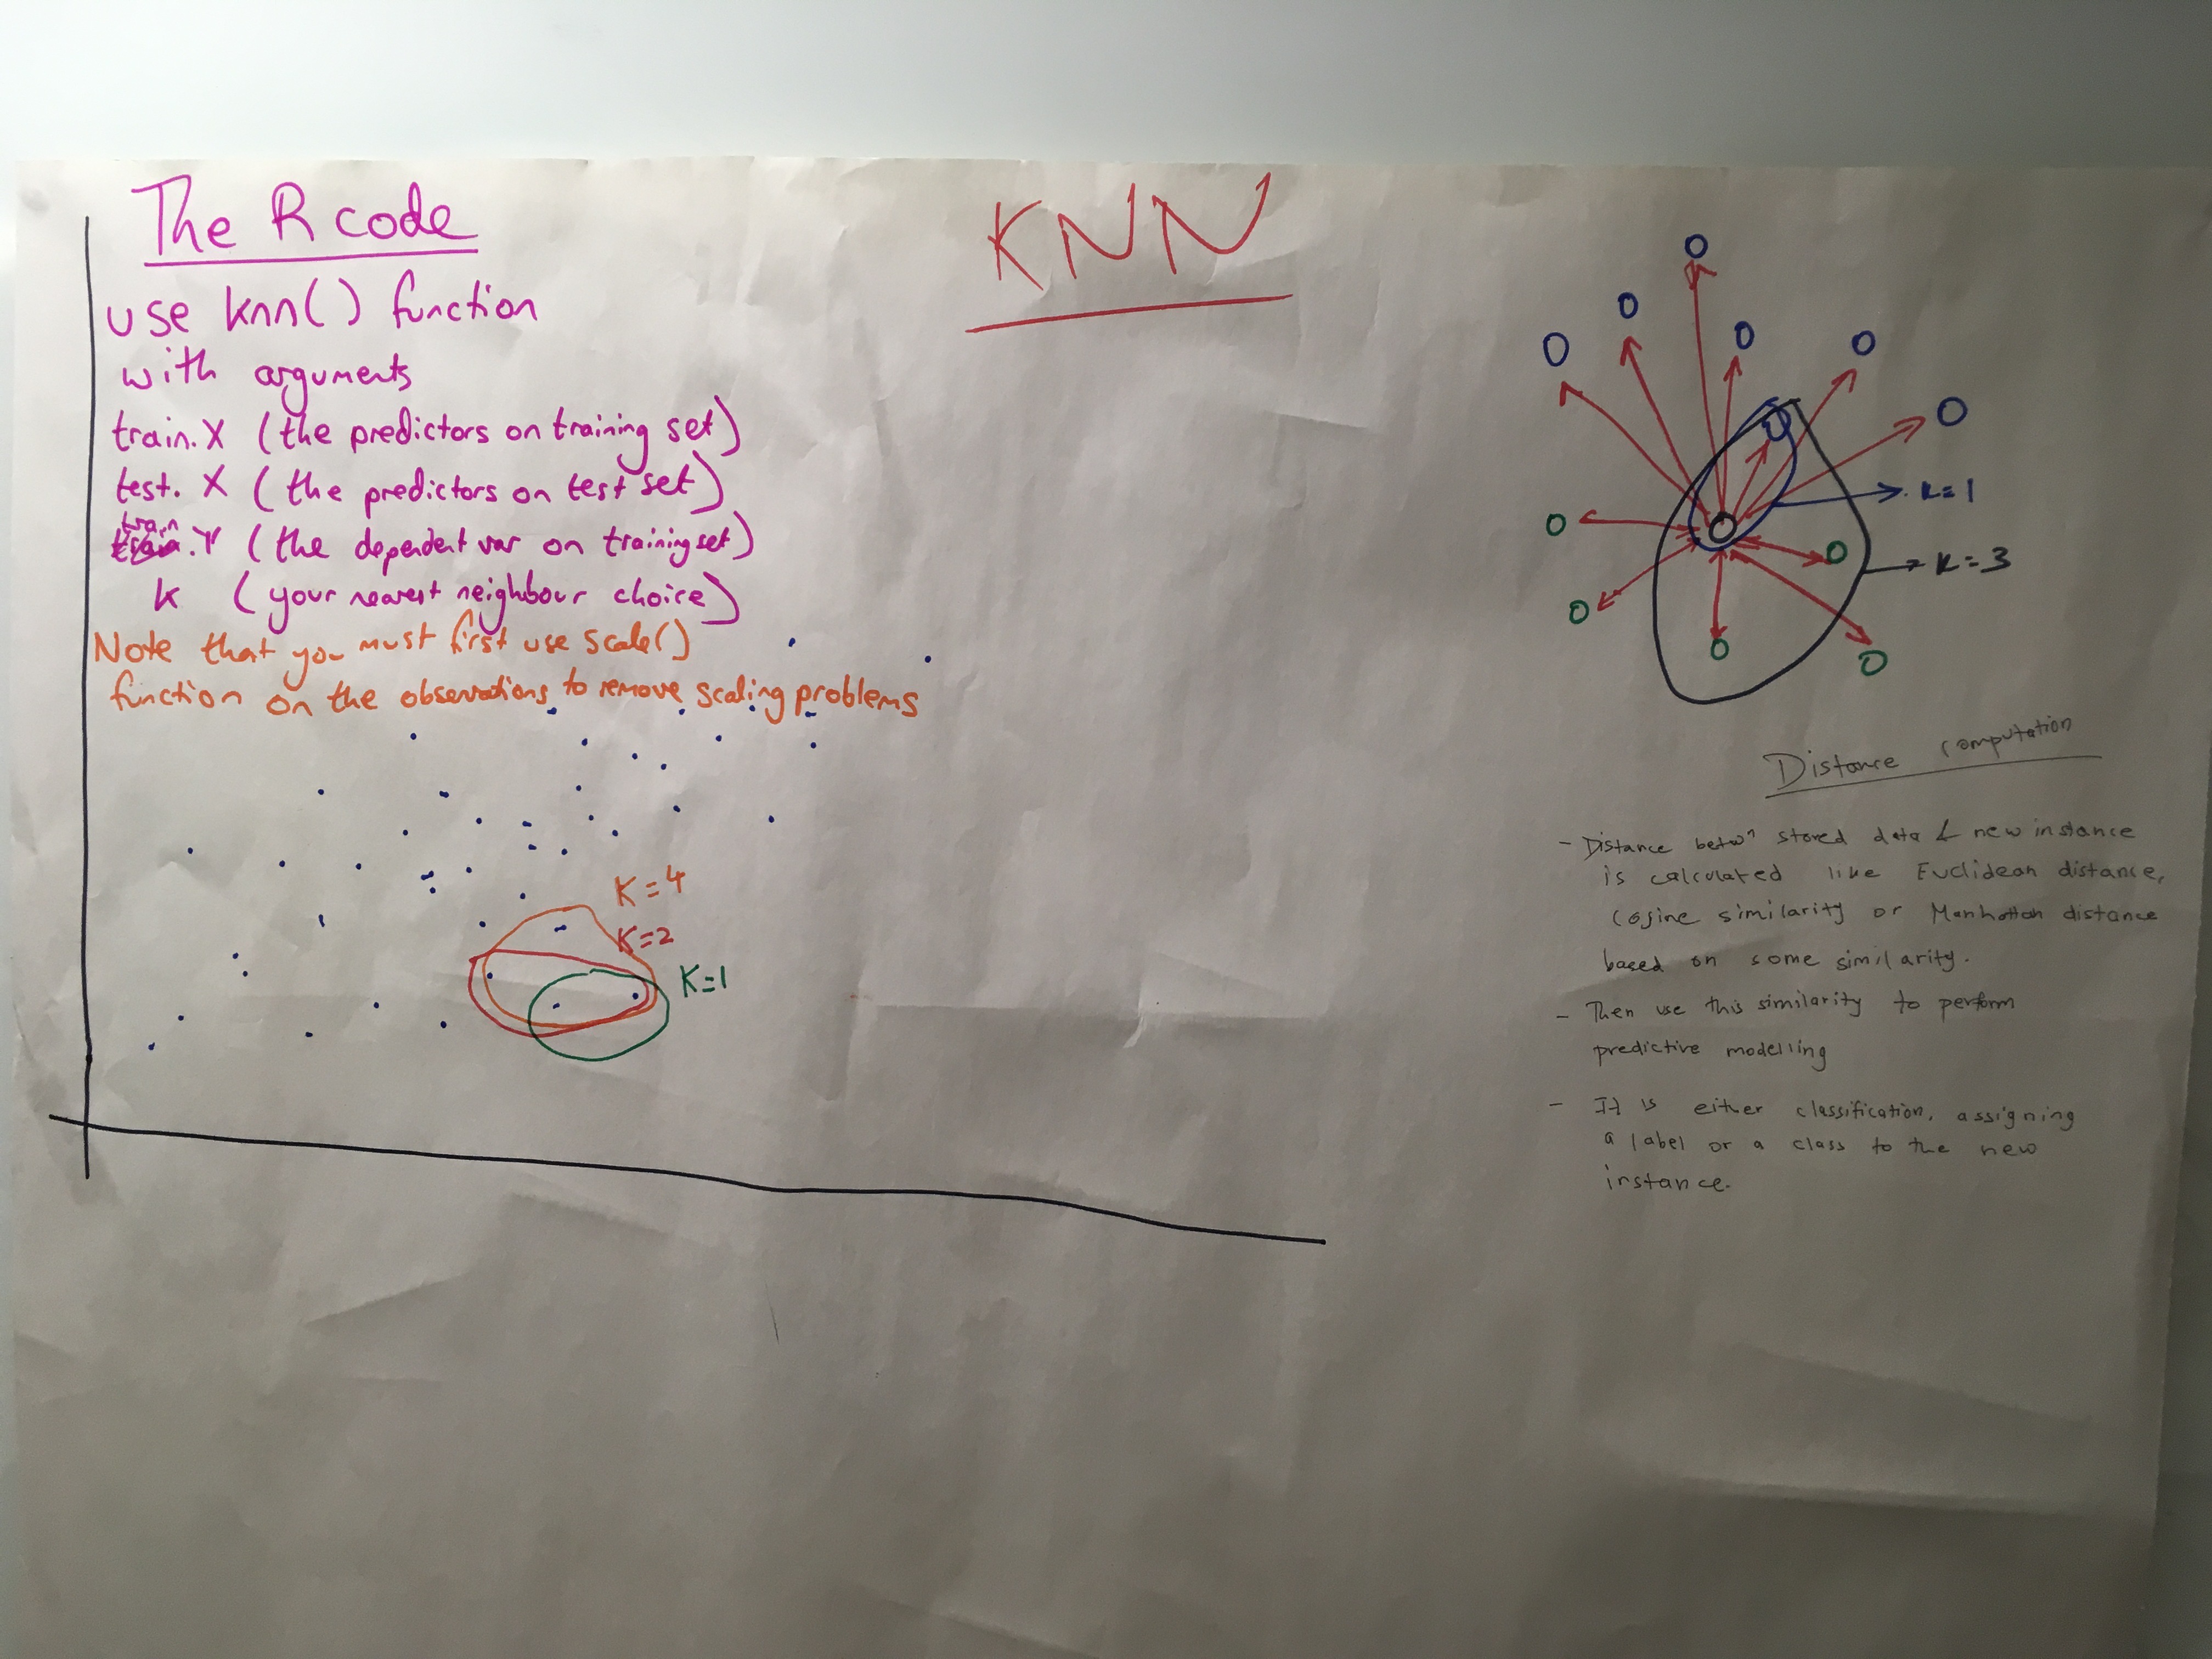 The R code
use knn() function
with arguments
train.X (the predictors on training set)
test.X (the predictors on test set)
train
.Y (the dependent var on training set)
k (your nearest neighbour choice)
Note that you must first use scale()
function on the observations to remove scaling problems
K=4
K=2
K=1
KNN
k=1
k=3
Distance computation
- Distance betwⁿ stored data & new instance
is calculated like Euclidean distance,
Cosine similarity or Manhattan distance
based on some similarity.
- Then use this similarity to perform
predictive modelling
- It is either classification, assigning
a label or a class to the new
instance.